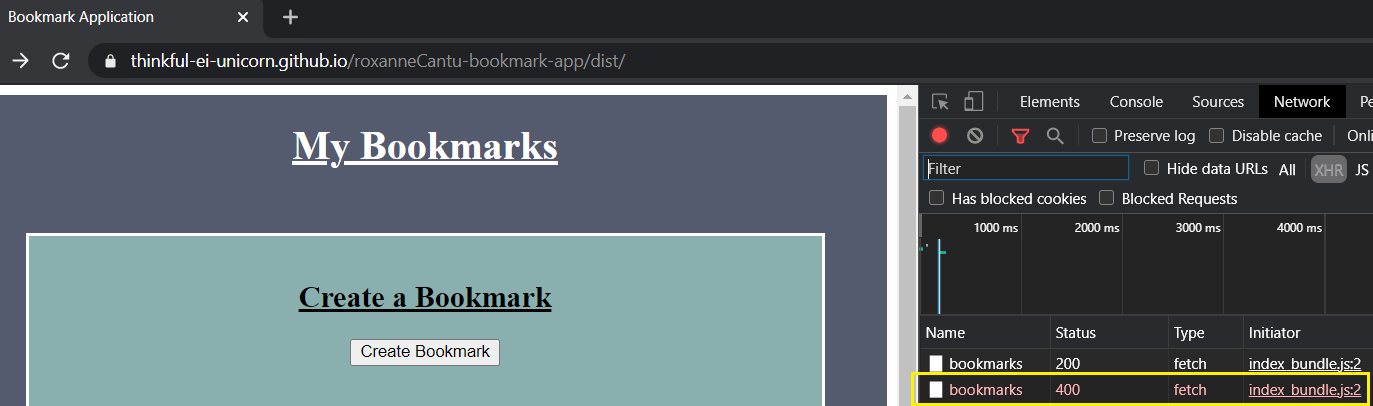 Bookmark Application
thinkful-ei-unicorn.github.io/roxanneCantu-bookmark-app/dist/
My Bookmarks
Create a Bookmark
Create Bookmark
Elements Console Sources Network Pe
Preserve log Disable cache Onli
Filter Hide data URLs All XHR JS
Has blocked cookies Blocked Requests
1000 ms 2000 ms 3000 ms 4000 ms
Name Status Type Initiator
bookmarks 200 fetch index_bundle.js:2
bookmarks 400 fetch index_bundle.js:2